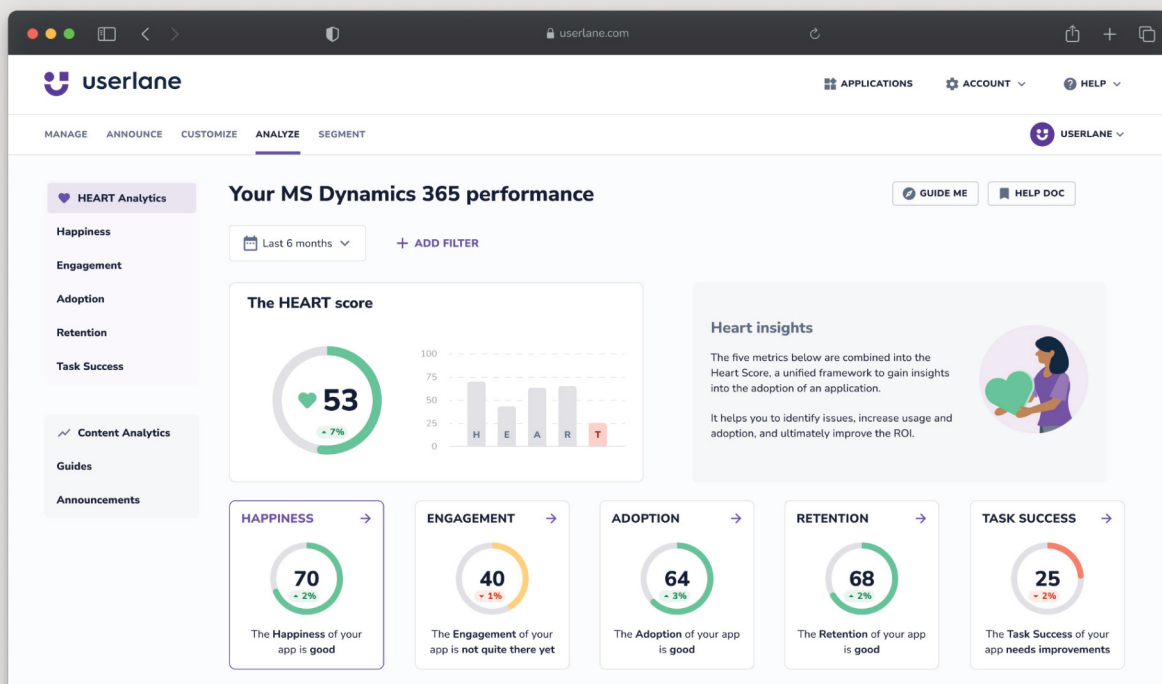 userlane.com
userlane
APPLICATIONS
ACCOUNT
HELP
MANAGE
ANNOUNCE
CUSTOMIZE
ANALYZE
SEGMENT
USERLANE
HEART Analytics
Happiness
Engagement
Adoption
Retention
Task Success
Content Analytics
Guides
Announcements
Your MS Dynamics 365 performance
GUIDE ME
HELP DOC
Last 6 months
+ ADD FILTER
The HEART score
53
7%
100
75
50
25
0
H E A R T
Heart insights
The five metrics below are combined into the
Heart Score, a unified framework to gain insights
into the adoption of an application.
It helps you to identify issues, increase usage and
adoption, and ultimately improve the ROI.
HAPPINESS
70
2%
The Happiness of your
app is good
ENGAGEMENT
40
1%
The Engagement of your
app is not quite there yet
ADOPTION
64
3%
The Adoption of your app
is good
RETENTION
68
2%
The Retention of your app
is good
TASK SUCCESS
25
2%
The Task Success of your
app needs improvements